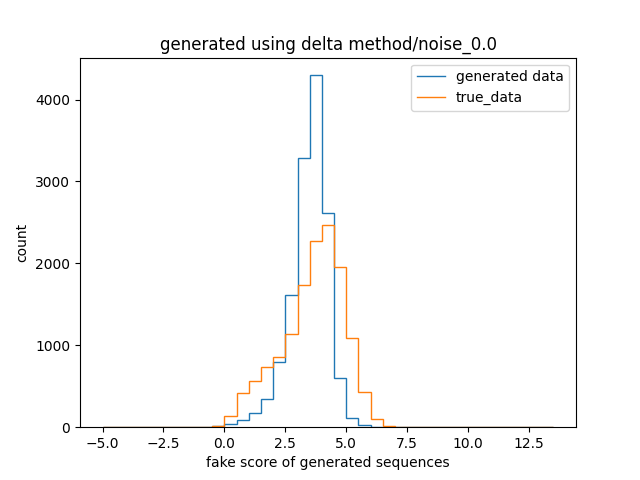 generated using delta method/noise_0.0
generated data
true_data
count
4000
3000
2000
1000
0
−5.0 −2.5 0.0 2.5 5.0 7.5 10.0 12.5
fake score of generated sequences